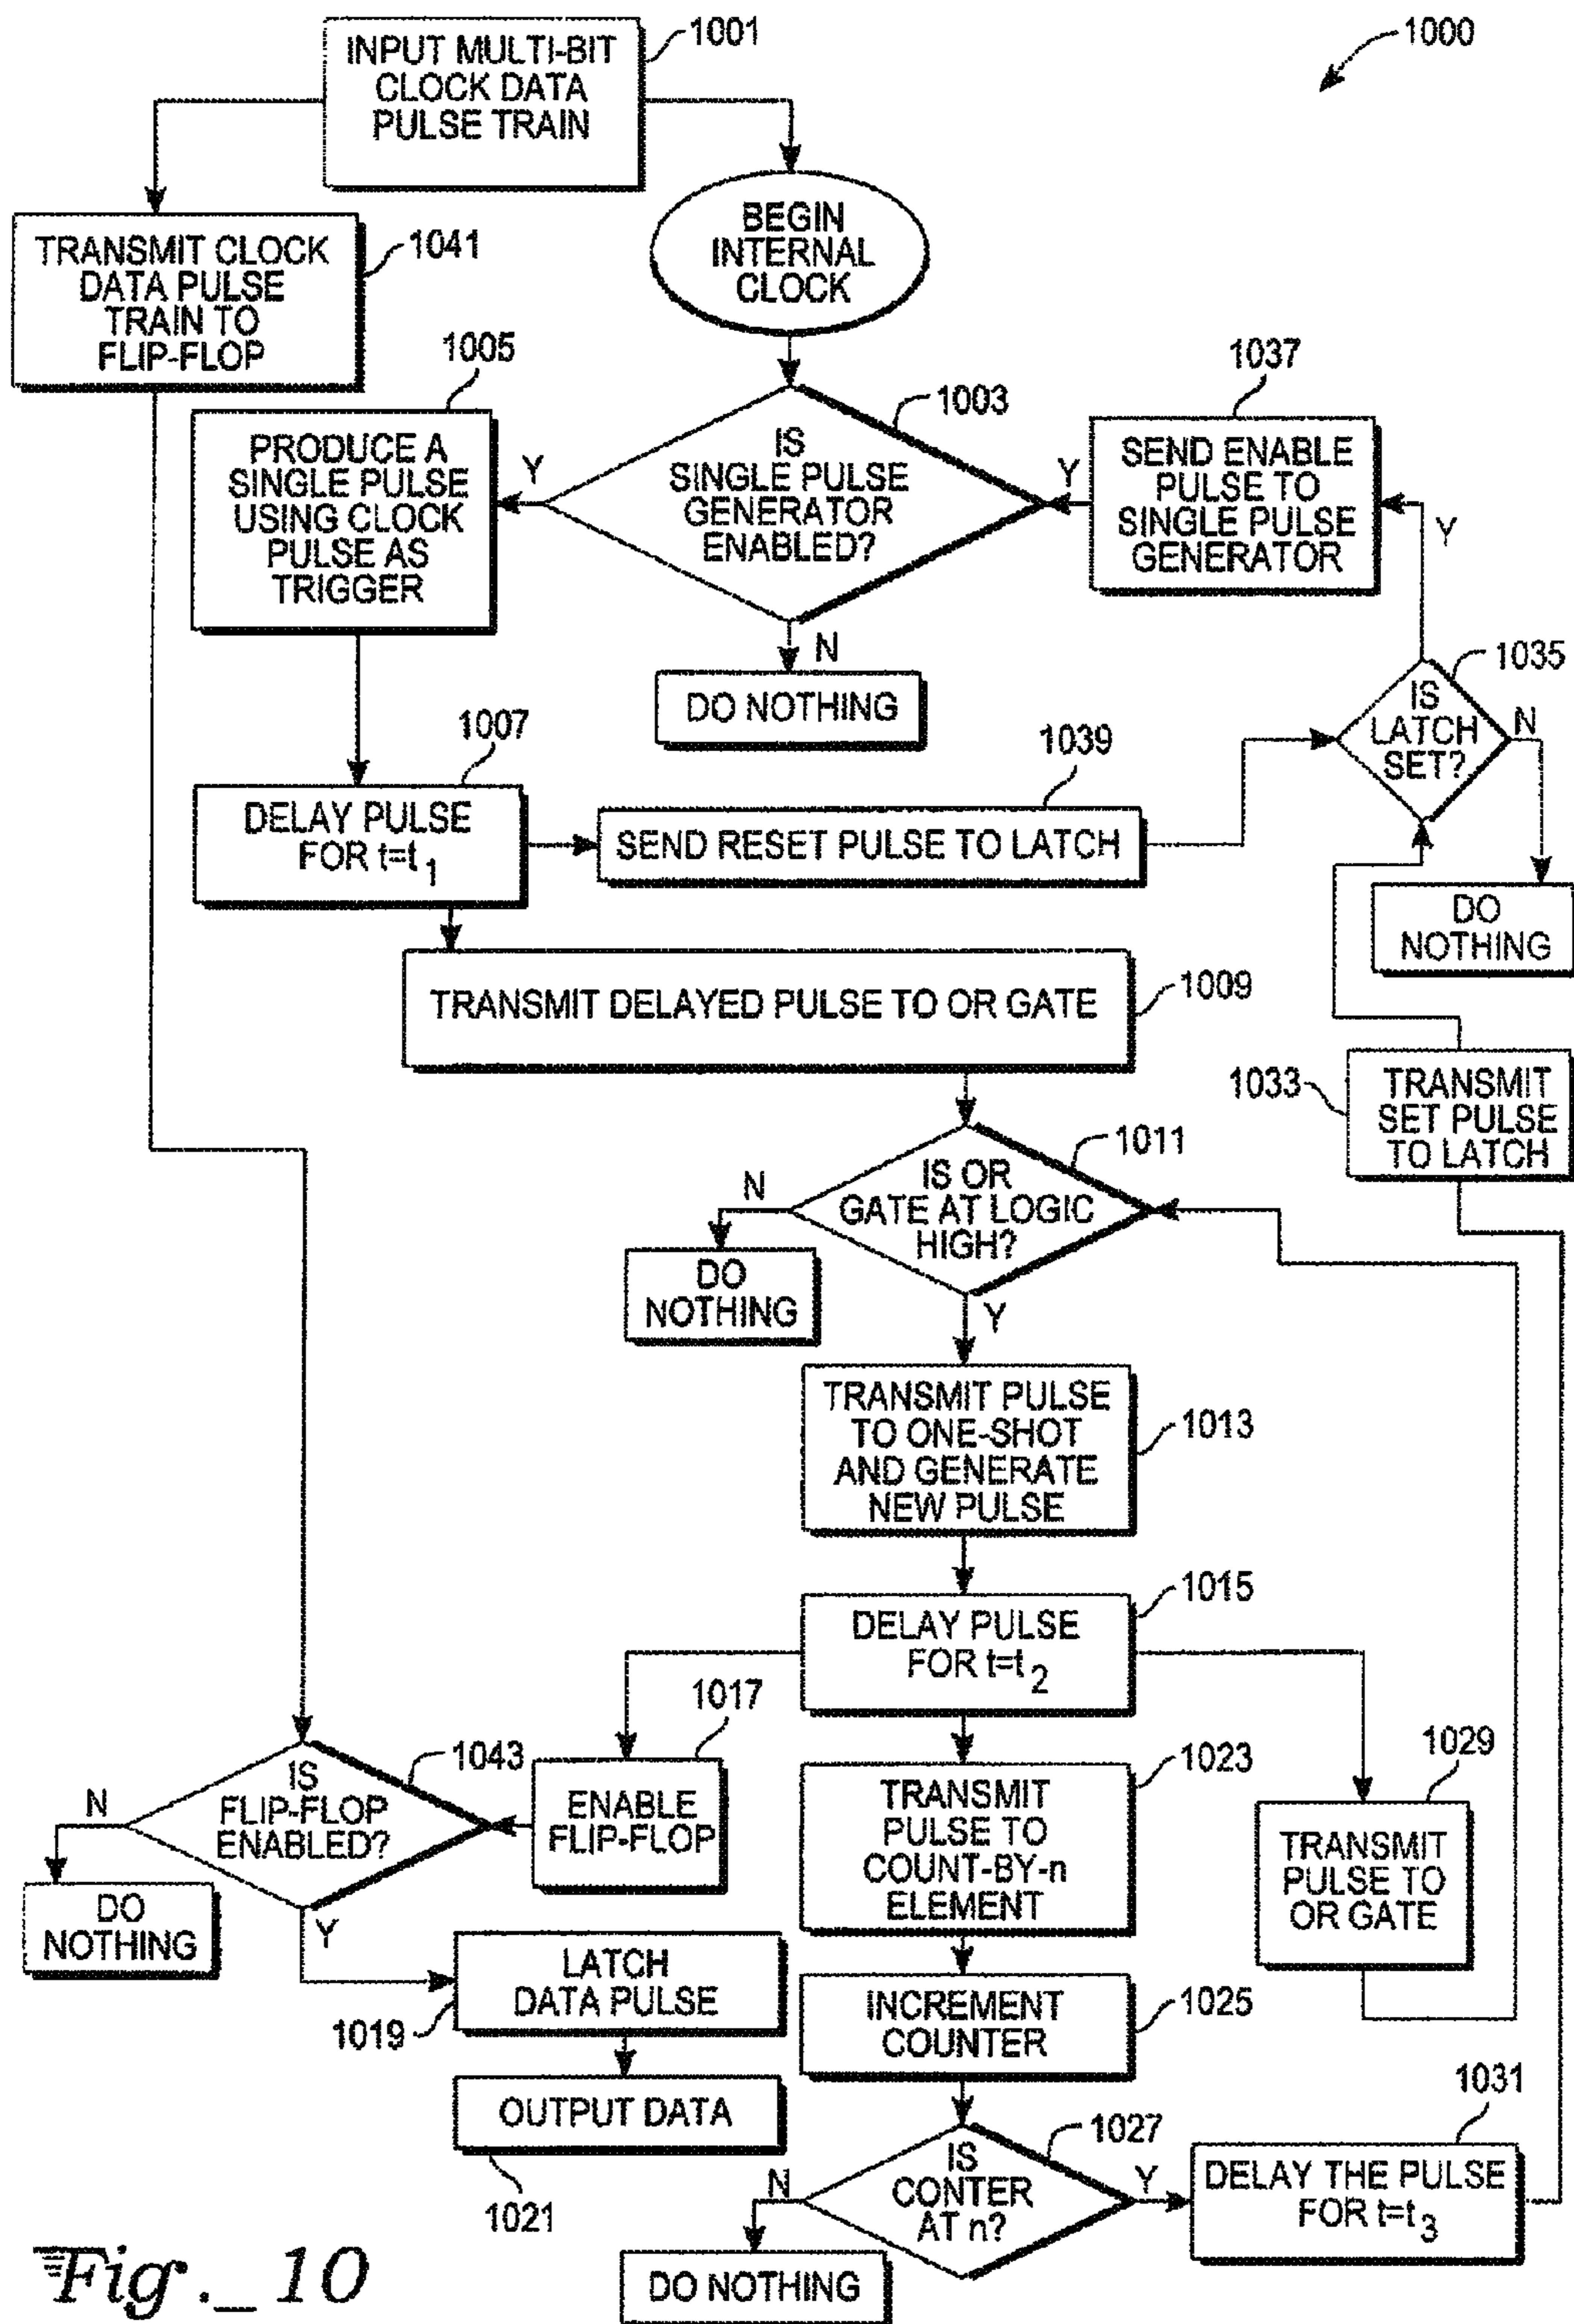 1000
1001
INPUT MULTI-BIT
CLOCK DATA
PULSE TRAIN
1041
TRANSMIT CLOCK
DATA PULSE
TRAIN TO
FLIP-FLOP
BEGIN
INTERNAL
CLOCK
1005
PRODUCE A
SINGLE PULSE
USING CLOCK
PULSE AS
TRIGGER
Y
1003
IS
SINGLE PULSE
GENERATOR
ENABLED?
Y
1037
SEND ENABLE
PULSE TO
SINGLE PULSE
GENERATOR
Y
N
DO NOTHING
1035
IS
LATCH
SET?
N
DO
NOTHING
1007
DELAY PULSE
FOR t=t1
1039
SEND RESET PULSE TO LATCH
TRANSMIT DELAYED PULSE TO OR GATE
1009
1033
TRANSMIT
SET PULSE
TO LATCH
1011
IS OR
GATE AT LOGIC
HIGH?
N
DO
NOTHING
Y
TRANSMIT PULSE
TO ONE-SHOT
AND GENERATE
NEW PULSE
1013
1015
DELAY PULSE
FOR t=t2
1017
ENABLE
FLIP-FLOP
1043
IS
FLIP-FLOP
ENABLED?
N
DO
NOTHING
Y
LATCH
DATA PULSE
1019
OUTPUT DATA
1021
1023
TRANSMIT
PULSE TO
COUNT-BY-n
ELEMENT
1029
TRANSMIT
PULSE TO
OR GATE
INCREMENT
COUNTER
1025
1027
IS
CONTER
AT n?
N
DO NOTHING
Y
1031
DELAY THE PULSE
FOR t=t3
Fig._10